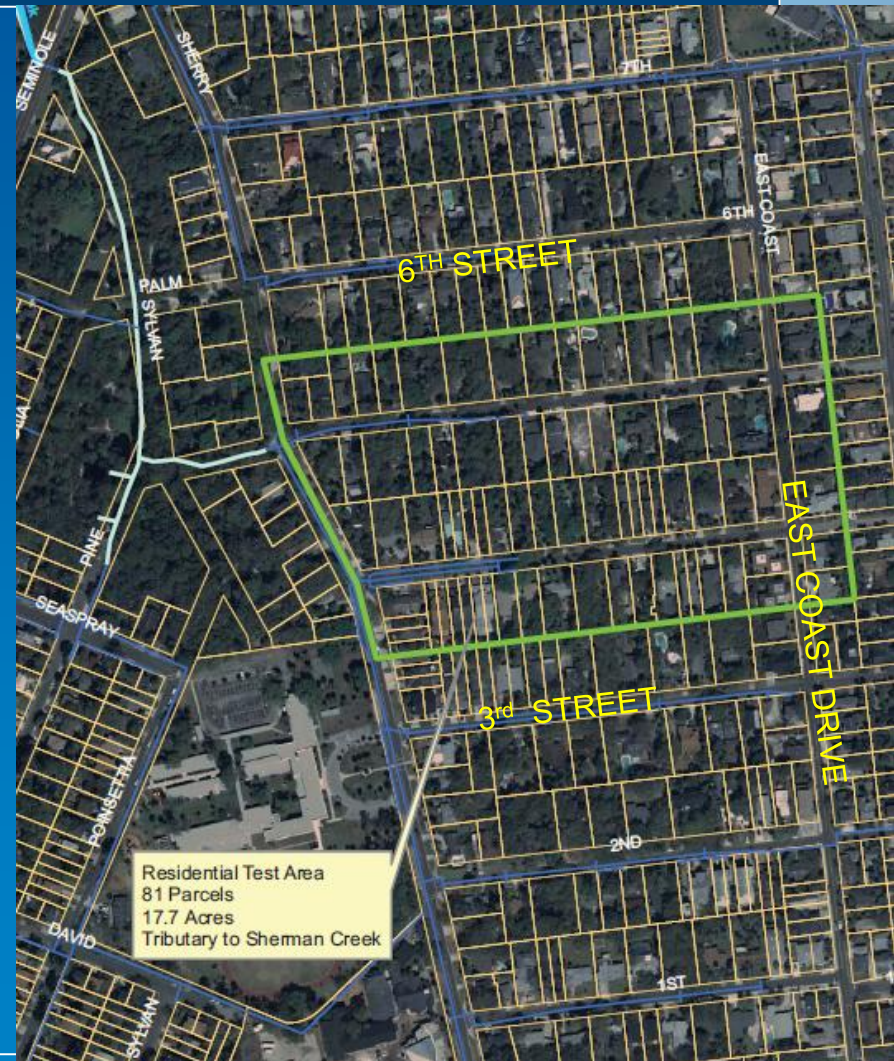 SEMINOLE
SHERRY
7TH
EAST COAST
6TH
6TH STREET
PALM
SYLVAN
PINE
SEASPRAY
EAST COAST DRIVE
3rd STREET
POINSETTIA
2ND
Residential Test Area
81 Parcels
17.7 Acres
Tributary to Sherman Creek
DAVID
1ST
SYLVAN